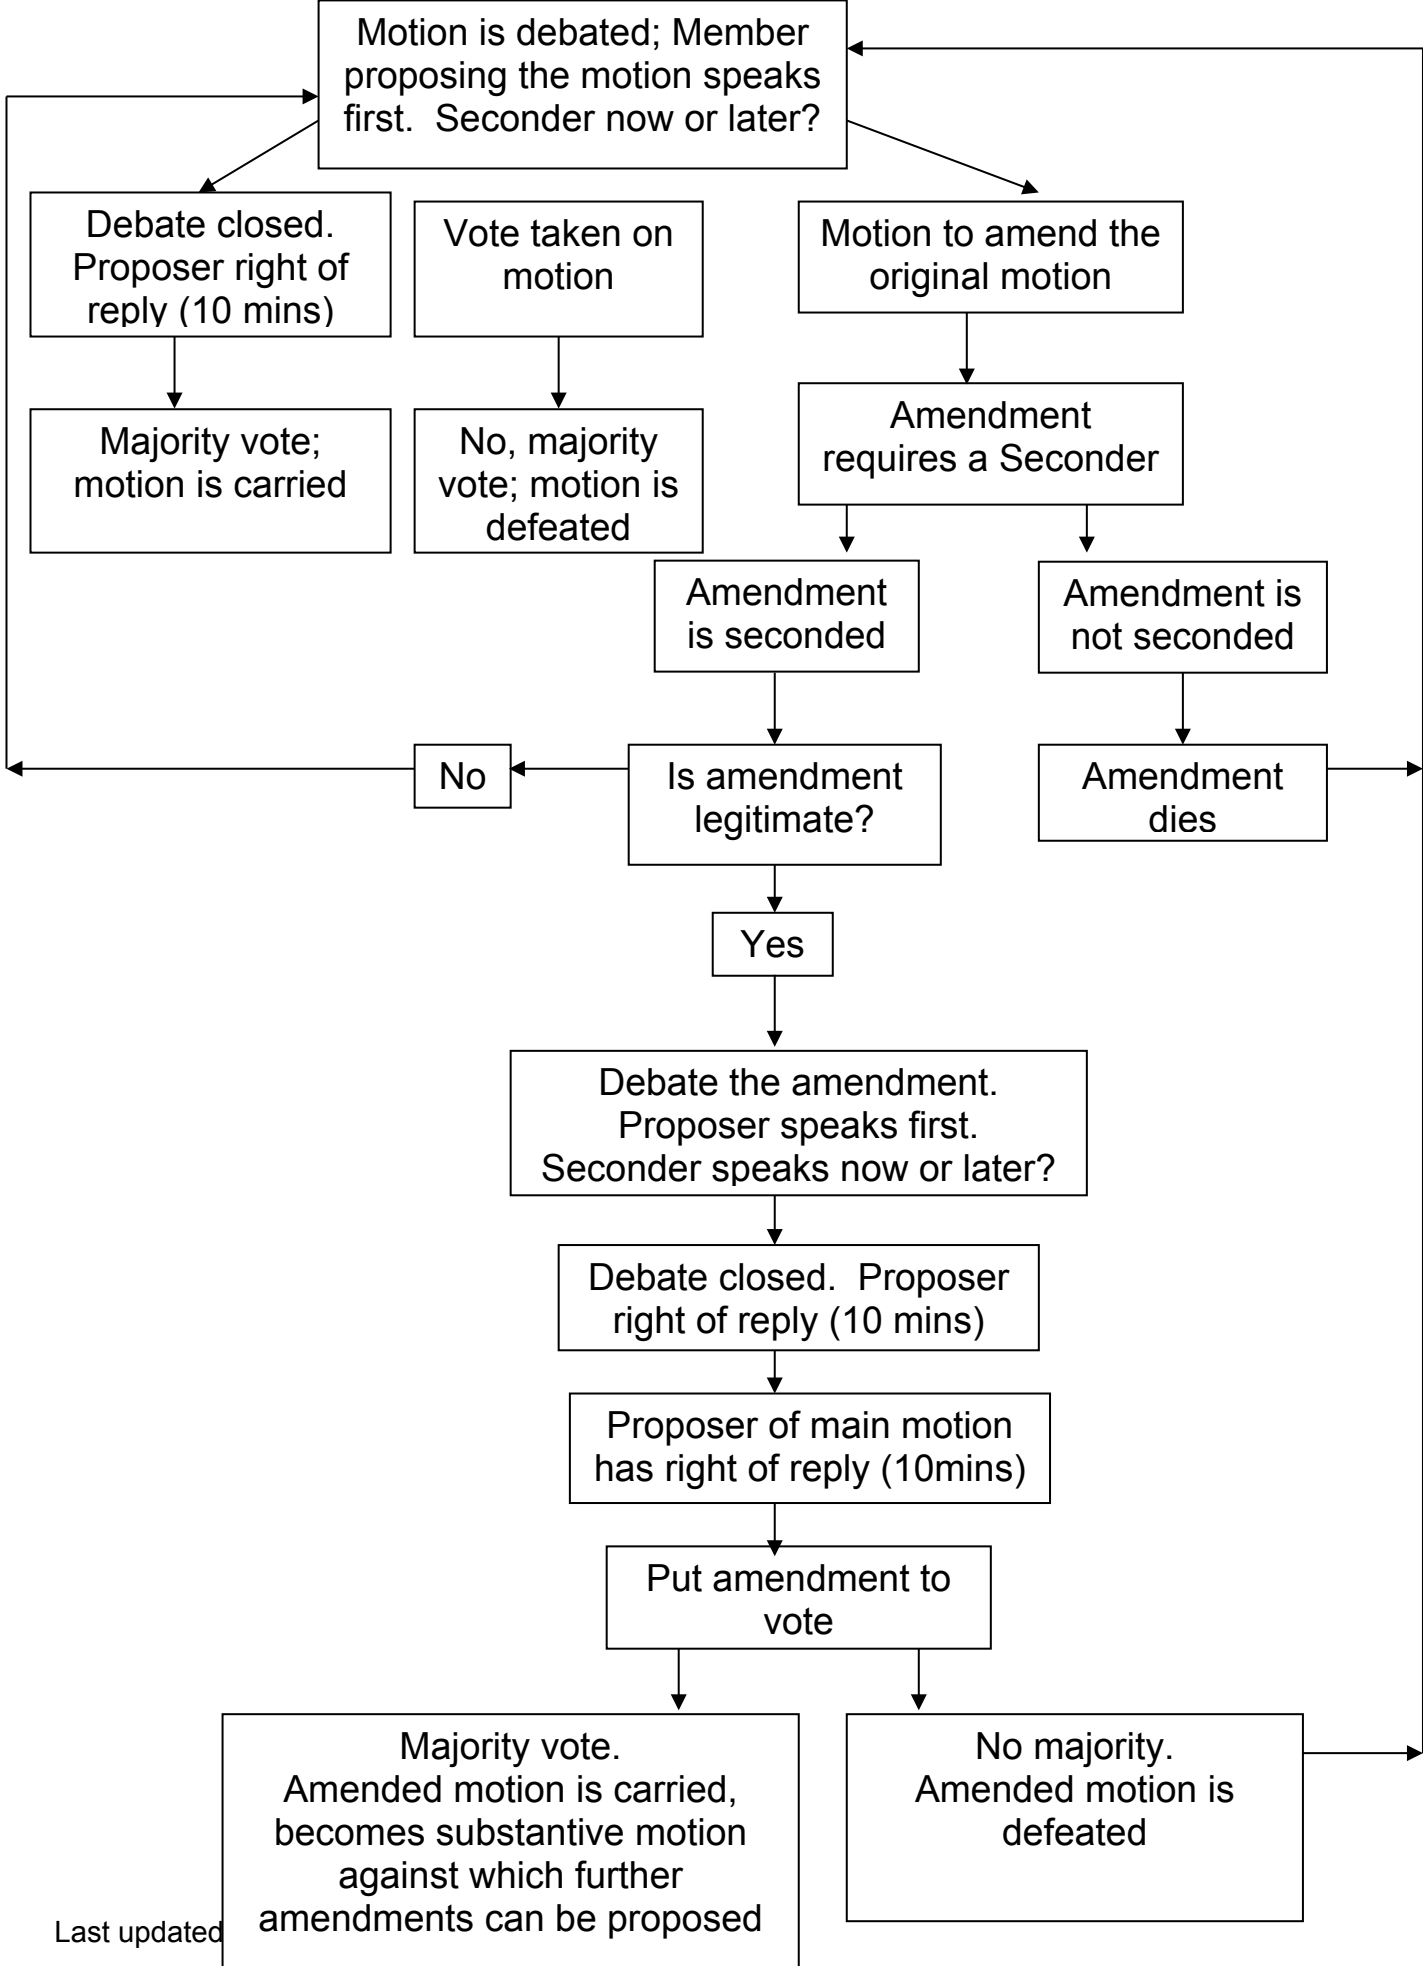 Motion is debated; Member
proposing the motion speaks
first.  Seconder now or later?
Debate closed.
Proposer right of
reply (10 mins)
Vote taken on
motion
Motion to amend the
original motion
Majority vote;
motion is carried
No, majority
vote; motion is
defeated
Amendment
requires a Seconder
Amendment
is seconded
Amendment is
not seconded
No
Is amendment
legitimate?
Amendment
dies
Yes
Debate the amendment.
Proposer speaks first.
Seconder speaks now or later?
Debate closed.  Proposer
right of reply (10 mins)
Proposer of main motion
has right of reply (10mins)
Put amendment to
vote
Majority vote.
Amended motion is carried,
becomes substantive motion
against which further
amendments can be proposed
No majority.
Amended motion is
defeated
Last updated